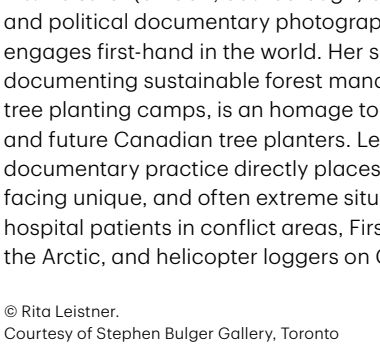 and political documentary photograp
engages first-hand in the world. Her s
documenting sustainable forest mana
tree planting camps, is an homage to
and future Canadian tree planters. Le
documentary practice directly places
facing unique, and often extreme situ
hospital patients in conflict areas, Firs
the Arctic, and helicopter loggers on
© Rita Leistner.
Courtesy of Stephen Bulger Gallery, Toronto